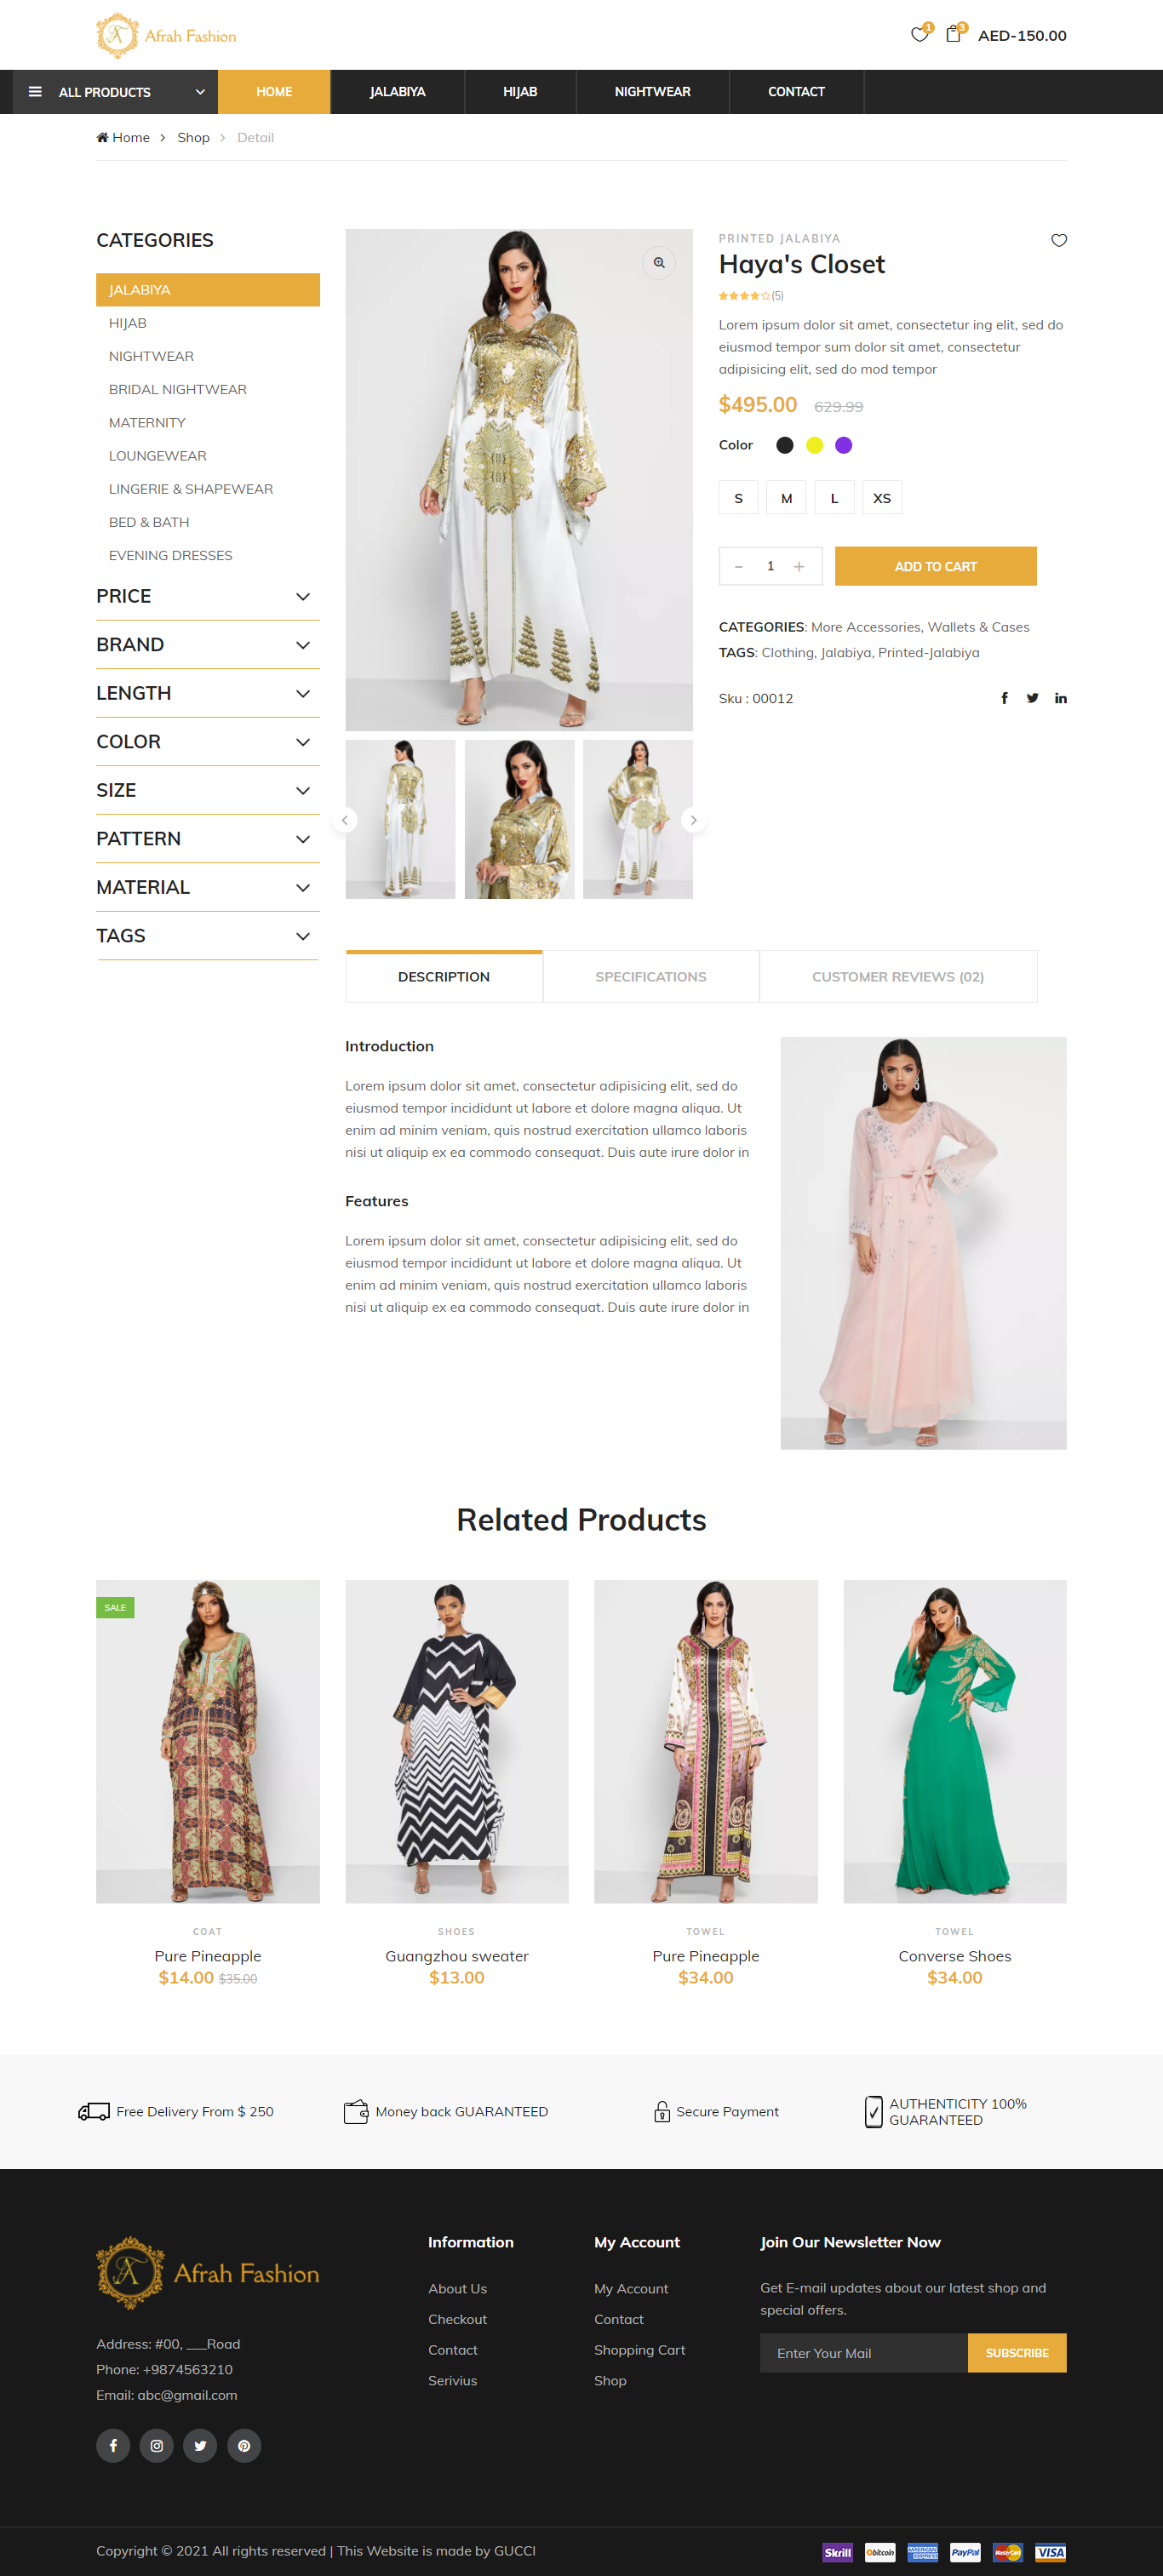 Afrah Fashion
1
3
AED-150.00
ALL PRODUCTS
HOME
JALABIYA
HIJAB
NIGHTWEAR
CONTACT
Home
Shop
Detail
CATEGORIES
JALABIYA
HIJAB
NIGHTWEAR
BRIDAL NIGHTWEAR
MATERNITY
LOUNGEWEAR
LINGERIE & SHAPEWEAR
BED & BATH
EVENING DRESSES
PRICE
BRAND
LENGTH
COLOR
SIZE
PATTERN
MATERIAL
TAGS
PRINTED JALABIYA
Haya's Closet
(5)
Lorem ipsum dolor sit amet, consectetur ing elit, sed do
eiusmod tempor sum dolor sit amet, consectetur
adipisicing elit, sed do mod tempor
$495.00 629.99
Color
S M L XS
- 1 +
ADD TO CART
CATEGORIES: More Accessories, Wallets & Cases
TAGS: Clothing, Jalabiya, Printed-Jalabiya
Sku : 00012
DESCRIPTION
SPECIFICATIONS
CUSTOMER REVIEWS (02)
Introduction
Lorem ipsum dolor sit amet, consectetur adipisicing elit, sed do
eiusmod tempor incididunt ut labore et dolore magna aliqua. Ut
enim ad minim veniam, quis nostrud exercitation ullamco laboris
nisi ut aliquip ex ea commodo consequat. Duis aute irure dolor in
Features
Lorem ipsum dolor sit amet, consectetur adipisicing elit, sed do
eiusmod tempor incididunt ut labore et dolore magna aliqua. Ut
enim ad minim veniam, quis nostrud exercitation ullamco laboris
nisi ut aliquip ex ea commodo consequat. Duis aute irure dolor in
Related Products
SALE
COAT
Pure Pineapple
$14.00 $35.00
SHOES
Guangzhou sweater
$13.00
TOWEL
Pure Pineapple
$34.00
TOWEL
Converse Shoes
$34.00
Free Delivery From $ 250
Money back GUARANTEED
Secure Payment
AUTHENTICITY 100%
GUARANTEED
Afrah Fashion
Address: #00, ___Road
Phone: +9874563210
Email: abc@gmail.com
Information
About Us
Checkout
Contact
Serivius
My Account
My Account
Contact
Shopping Cart
Shop
Join Our Newsletter Now
Get E-mail updates about our latest shop and
special offers.
Enter Your Mail
SUBSCRIBE
Copyright © 2021 All rights reserved | This Website is made by GUCCI
Skrill
bitcoin
AMERICAN EXPRESS
PayPal
MasterCard
VISA